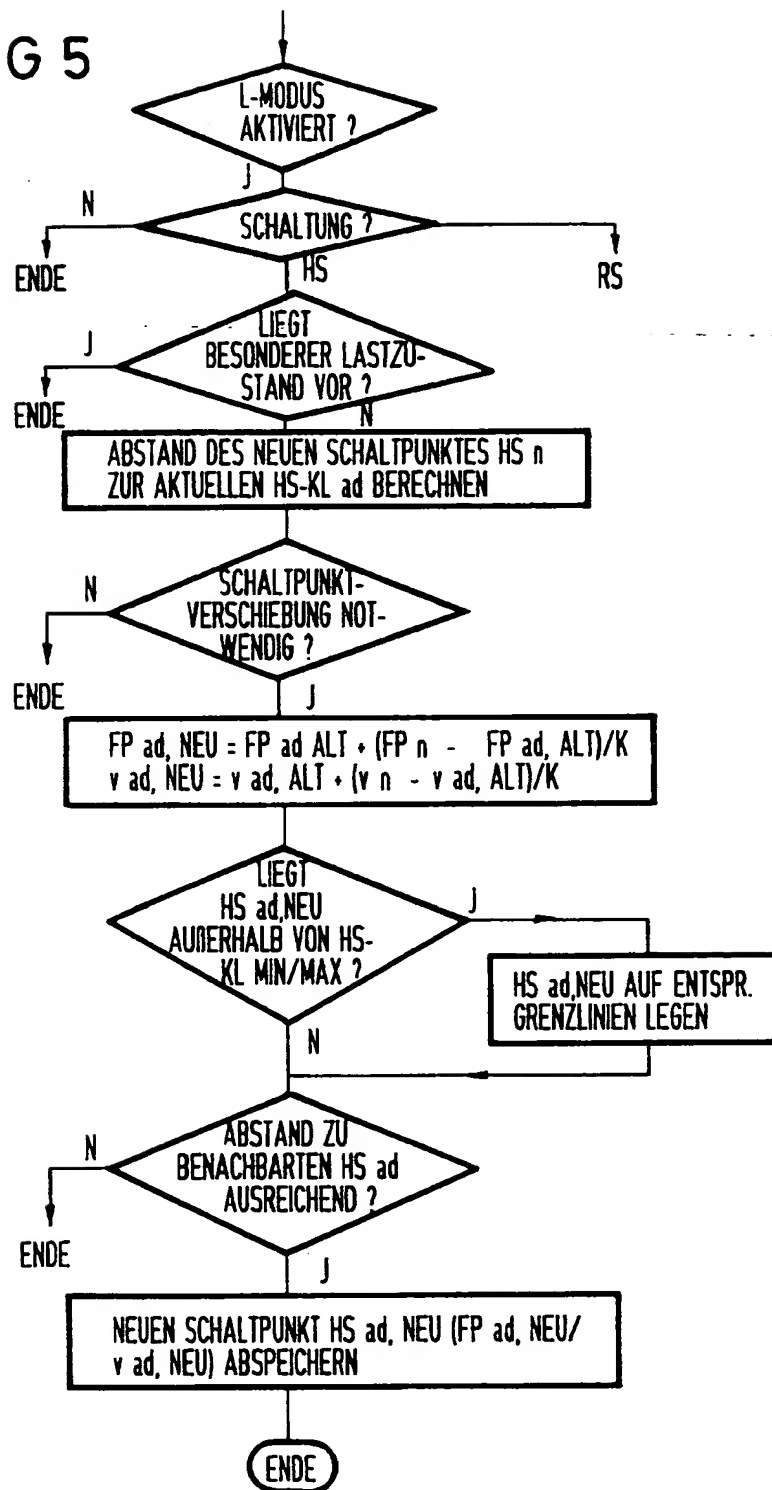 G 5
L-MODUS
AKTIVIERT ?
J
N
SCHALTUNG ?
ENDE
HS
RS
LIEGT
J
BESONDERER LASTZU-
STAND VOR ?
ENDE
N
ABSTAND DES NEUEN SCHALTPUNKTES HS n
ZUR AKTUELLEN HS-KL ad BERECHNEN
SCHALTPUNKT-
N
VERSCHIEBUNG NOT-
WENDIG ?
ENDE
J
FP ad, NEU = FP ad ALT + (FP n - FP ad, ALT)/K
v ad, NEU = v ad, ALT + (v n - v ad, ALT)/K
LIEGT
HS ad,NEU
J
AUßERHALB VON HS-
KL MIN/MAX ?
HS ad,NEU AUF ENTSPR.
GRENZLINIEN LEGEN
N
ABSTAND ZU
N
BENACHBARTEN HS ad
AUSREICHEND ?
ENDE
J
NEUEN SCHALTPUNKT HS ad, NEU (FP ad, NEU/
v ad, NEU) ABSPEICHERN
ENDE